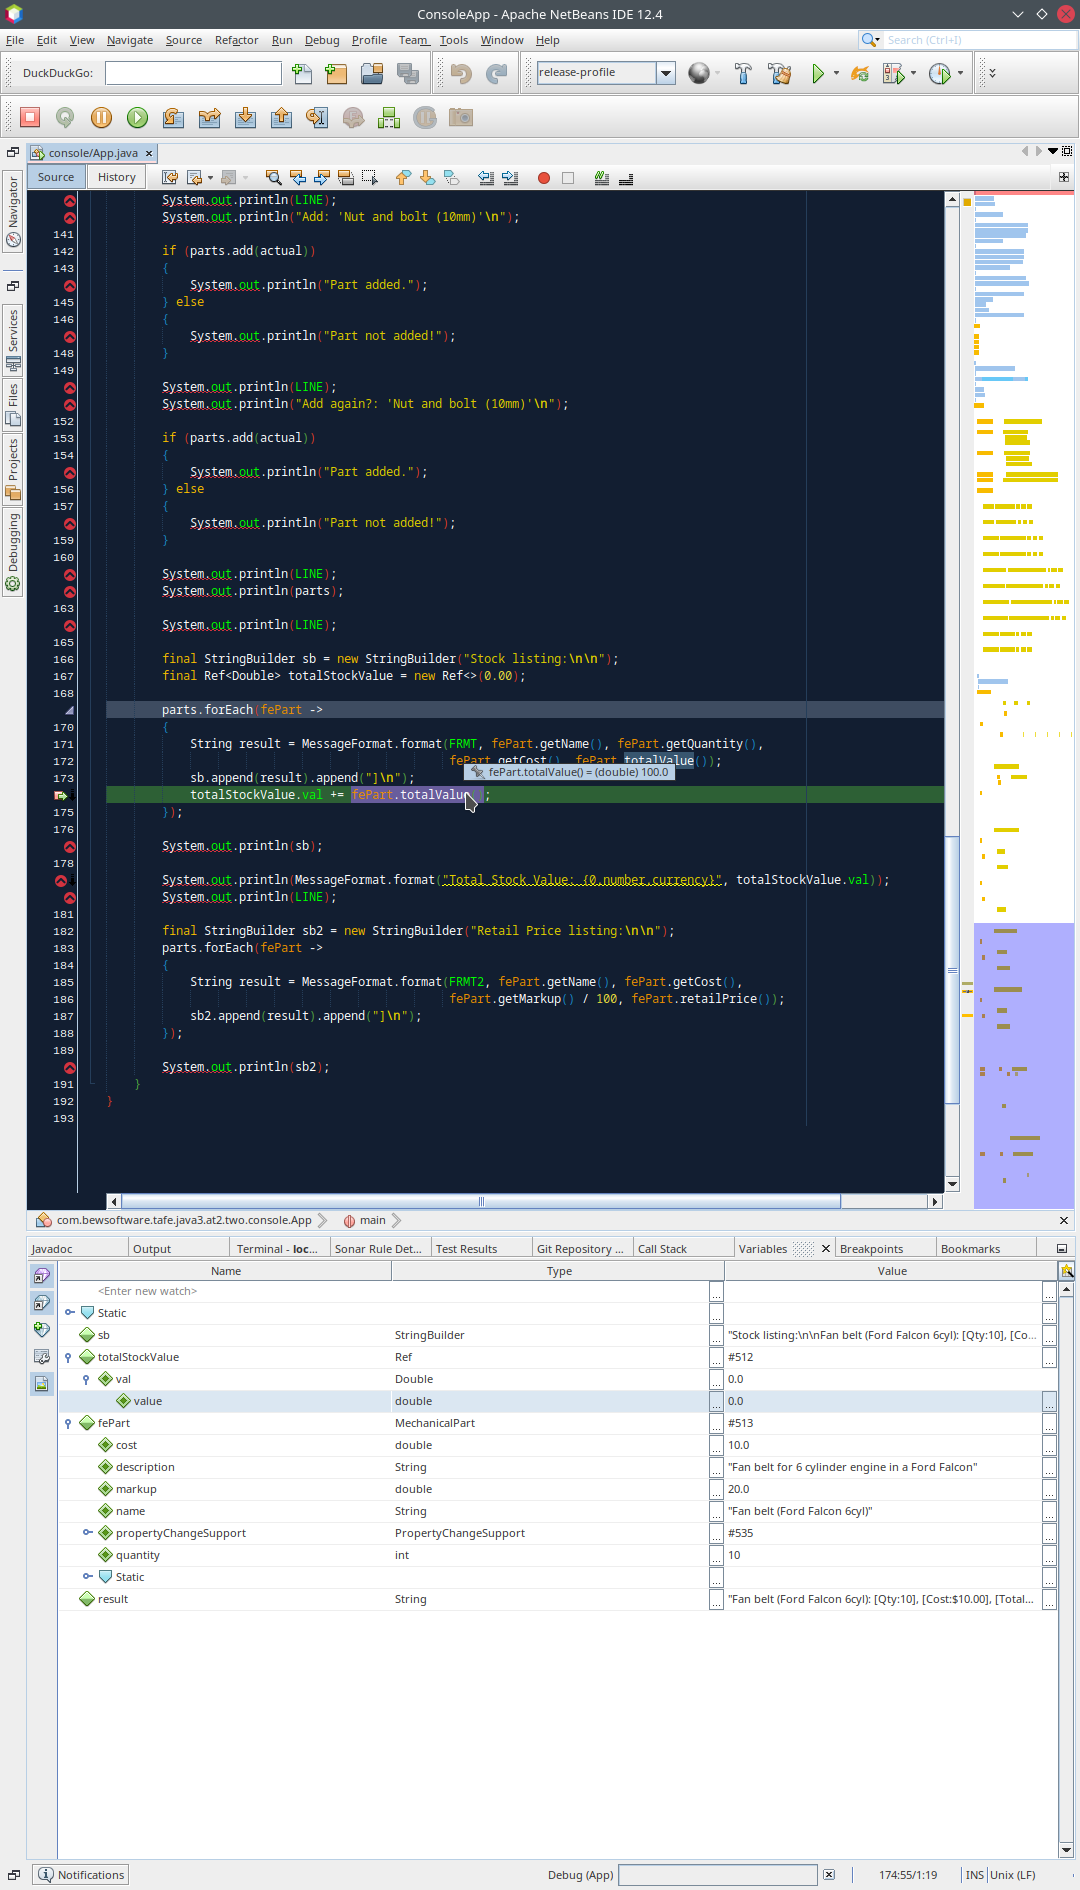 ConsoleApp - Apache NetBeans IDE 12.4
File Edit View Navigate Source Refactor Run Debug Profile Team Tools Window Help
Search (Ctrl+I)
DuckDuckGo:
release-profile
console/App.java
Source History
Navigator
Services
Files
Projects
Debugging
System.out.println(LINE);
System.out.println("Add: 'Nut and bolt (10mm)'\n");
141
142 if (parts.add(actual))
143 {
System.out.println("Part added.");
145 } else
146 {
System.out.println("Part not added!");
148 }
149
System.out.println(LINE);
System.out.println("Add again?: 'Nut and bolt (10mm)'\n");
152
153 if (parts.add(actual))
154 {
System.out.println("Part added.");
156 } else
157 {
System.out.println("Part not added!");
159 }
160
System.out.println(LINE);
System.out.println(parts);
163
System.out.println(LINE);
165
166 final StringBuilder sb = new StringBuilder("Stock listing:\n\n");
167 final Ref<Double> totalStockValue = new Ref<>(0.00);
168
parts.forEach(fePart ->
170 {
171 String result = MessageFormat.format(FRMT, fePart.getName(), fePart.getQuantity(),
172 fePart.getCost(), fePart.totalValue());
fePart.totalValue() = (double) 100.0
173 sb.append(result).append("]\n");
totalStockValue.val += fePart.totalValue();
175 });
176
System.out.println(sb);
178
System.out.println(MessageFormat.format("Total Stock Value: {0,number,currency}", totalStockValue.val));
System.out.println(LINE);
181
182 final StringBuilder sb2 = new StringBuilder("Retail Price listing:\n\n");
183 parts.forEach(fePart ->
184 {
185 String result = MessageFormat.format(FRMT2, fePart.getName(), fePart.getCost(),
186 fePart.getMarkup() / 100, fePart.retailPrice());
187 sb2.append(result).append("]\n");
188 });
189
System.out.println(sb2);
191 }
192 }
193
com.bewsoftware.tafe.java3.at2.two.console.App main
Javadoc Output Terminal - loc... Sonar Rule Det... Test Results Git Repository ... Call Stack Variables Breakpoints Bookmarks
Name Type Value
<Enter new watch> ...
Static ...
sb StringBuilder "Stock listing:\n\nFan belt (Ford Falcon 6cyl): [Qty:10], [Co...
totalStockValue Ref #512
val Double 0.0
value double 0.0
fePart MechanicalPart #513
cost double 10.0
description String "Fan belt for 6 cylinder engine in a Ford Falcon"
markup double 20.0
name String "Fan belt (Ford Falcon 6cyl)"
propertyChangeSupport PropertyChangeSupport #535
quantity int 10
Static ...
result String "Fan belt (Ford Falcon 6cyl): [Qty:10], [Cost:$10.00], [Total...
Notifications Debug (App) 174:55/1:19 INS Unix (LF)